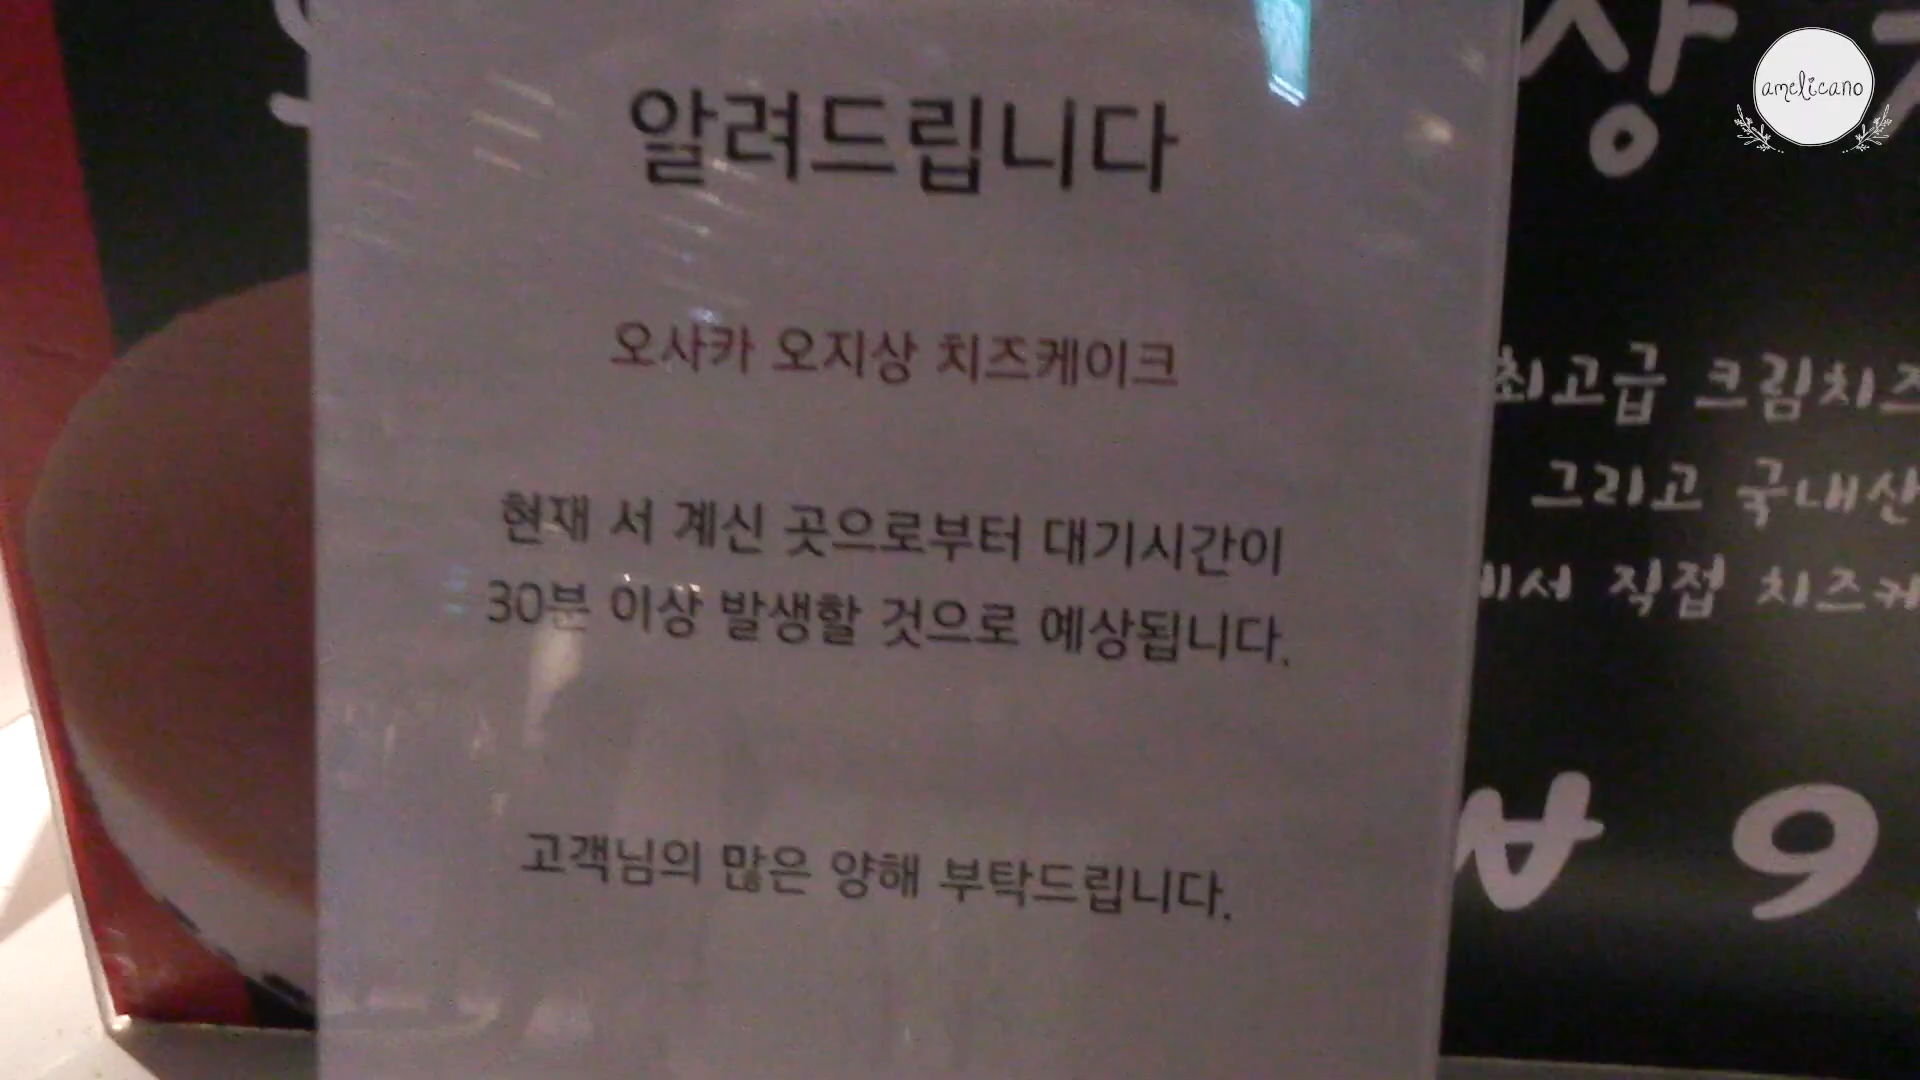 알려드립니다
오사카 오지상 치즈케이크
현재 서 계신 곳으로부터 대기시간이
30분 이상 발생할 것으로 예상됩니다.
고객님의 많은 양해 부탁드립니다.
상
최고급 크림치즈
그리고 국내산
에서 직접 치즈케
amelicano